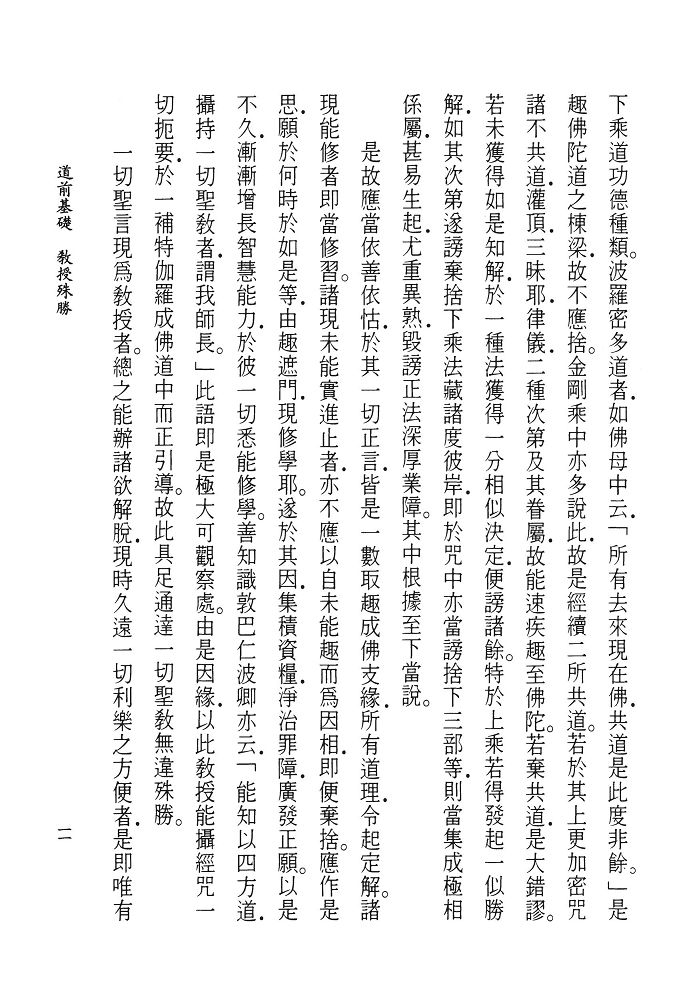 下乘道功德種類。波羅密多道者．如佛母中云．「所有去來現在佛．共道是此度非餘。」是
趣佛陀道之棟梁．故不應捨。金剛乘中亦多說此．故是經續二所共道。若於其上更加密咒
諸不共道．灌頂．三昧耶．律儀．二種次第及其眷屬．故能速疾趣至佛陀。若棄共道．是大錯謬。
若未獲得如是知解．於一種法獲得一分相似決定．便謗諸餘。特於上乘若得發起一似勝
解．如其次第遂謗棄捨下乘法藏諸度彼岸．即於咒中亦當謗捨下三部等．則當集成極相
係屬．甚易生起．尤重異熟．毀謗正法深厚業障。其中根據至下當說。
是故應當依善依怙．於其一切正言．皆是一數取趣成佛支緣．所有道理．令起定解。諸
現能修者即當修習。諸現未能實進止者．亦不應以自未能趣而爲因相．即便棄捨。應作是
思．願於何時於如是等．由趣遮門．現修學耶。遂於其因．集積資糧．淨治罪障．廣發正願。以是
不久．漸漸增長智慧能力．於彼一切悉能修學。善知識敦巴仁波卿亦云．「能知以四方道．
攝持一切聖教者．謂我師長。」此語即是極大可觀察處。由是因緣．以此教授能攝經咒一
切扼要．於一補特伽羅成佛道中而正引導。故此具足通達一切聖教無違殊勝。
一切聖言現爲教授者。總之能辦諸欲解脫．現時久遠一切利樂之方便者．是即唯有
道前基礎　教授殊勝
一一